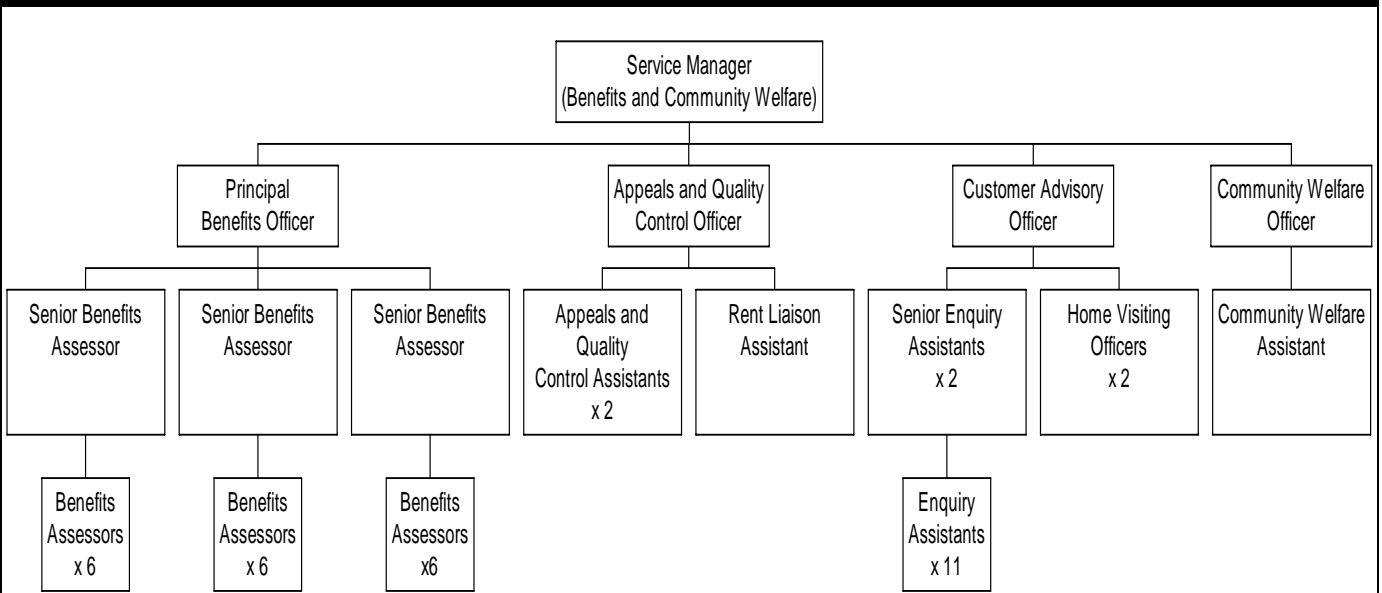 Service Manager
(Benefits and Community Welfare)
Principal
Benefits Officer
Appeals and Quality
Control Officer
Customer Advisory
Officer
Community Welfare
Officer
Senior Benefits
Assessor
Senior Benefits
Assessor
Senior Benefits
Assessor
Appeals and
Quality
Control Assistants
x 2
Rent Liaison
Assistant
Senior Enquiry
Assistants
x 2
Home Visiting
Officers
x 2
Community Welfare
Assistant
Benefits
Assessors
x 6
Benefits
Assessors
x 6
Benefits
Assessors
x6
Enquiry
Assistants
x 11